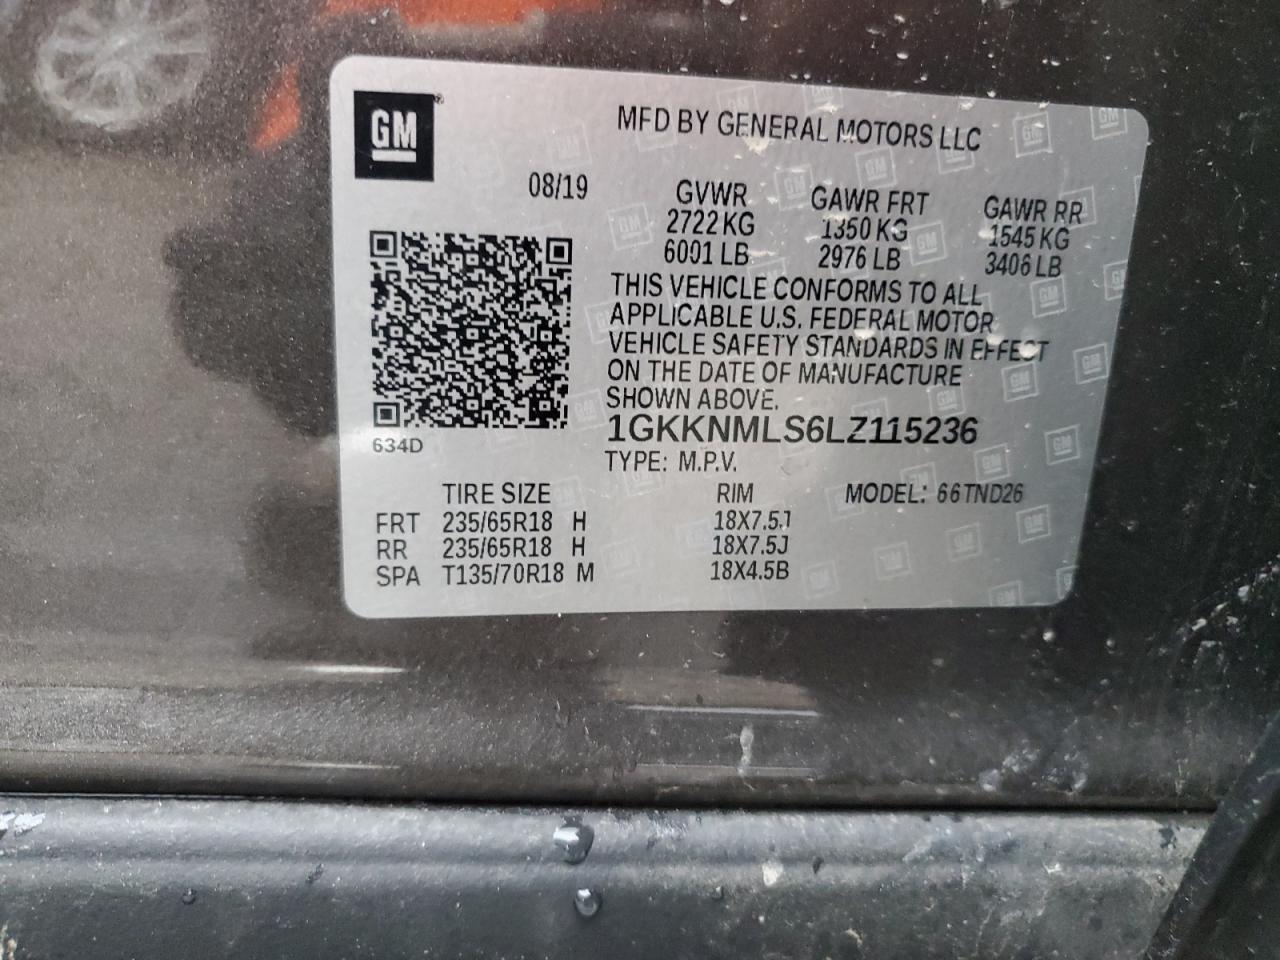 GM
MFD BY GENERAL MOTORS LLC
08/19 GVWR GAWR FRT GAWR RR
2722 KG 1350 KG 1545 KG
6001 LB 2976 LB 3406 LB
THIS VEHICLE CONFORMS TO ALL
APPLICABLE U.S. FEDERAL MOTOR
VEHICLE SAFETY STANDARDS IN EFFECT
ON THE DATE OF MANUFACTURE
SHOWN ABOVE.
1GKKNMLS6LZ115236
634D
TYPE: M.P.V.
TIRE SIZE RIM MODEL: 66TND26
FRT 235/65R18 H 18X7.5J
RR 235/65R18 H 18X7.5J
SPA T135/70R18 M 18X4.5B